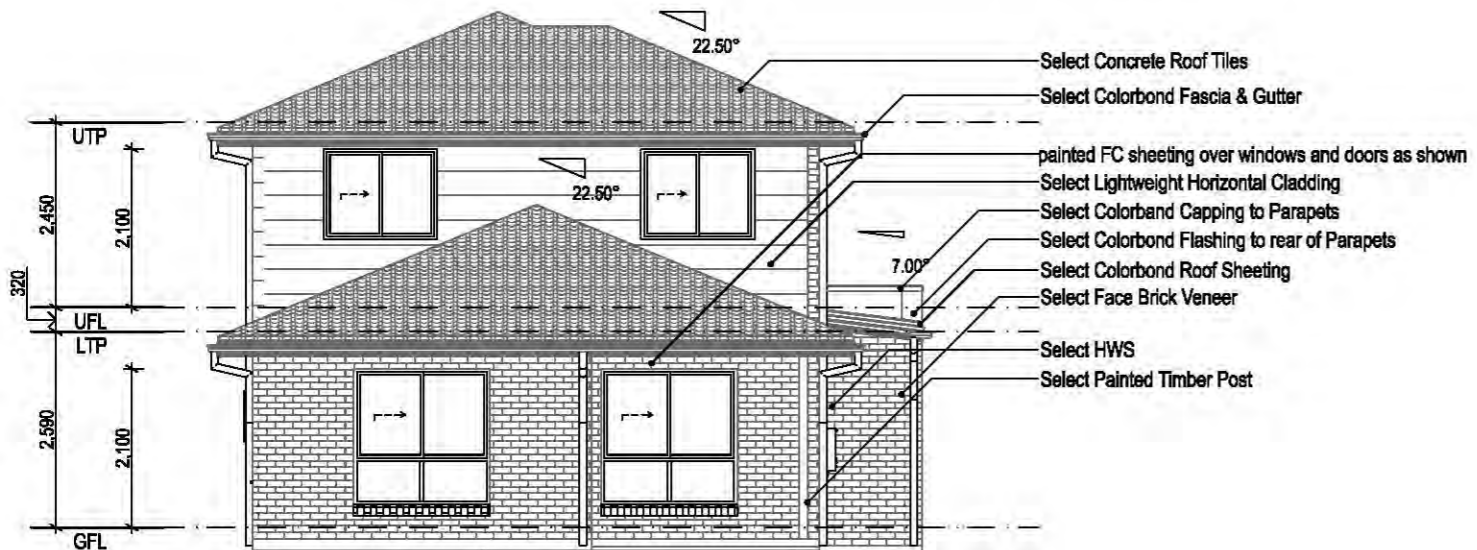 22.50°
Select Concrete Roof Tiles
Select Colorbond Fascia & Gutter
UTP
painted FC sheeting over windows and doors as shown
22.50°
Select Lightweight Horizontal Cladding
2,450
2,100
Select Colorband Capping to Parapets
Select Colorbond Flashing to rear of Parapets
7.00°
Select Colorbond Roof Sheeting
320
Select Face Brick Veneer
UFL
LTP
Select HWS
Select Painted Timber Post
2,590
2,100
GFL